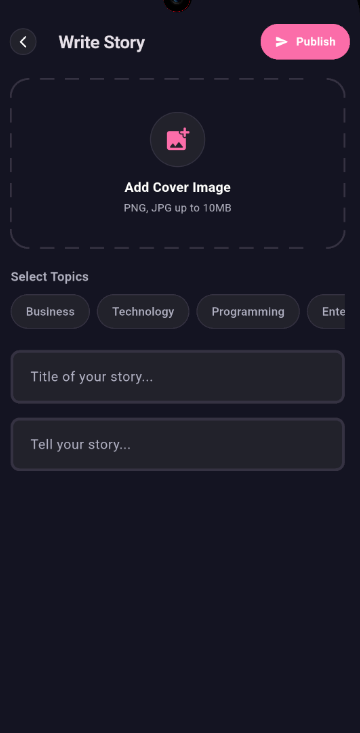 Write Story
Publish
Add Cover Image
PNG, JPG up to 10MB
Select Topics
Business
Technology
Programming
Ente
Title of your story...
Tell your story...